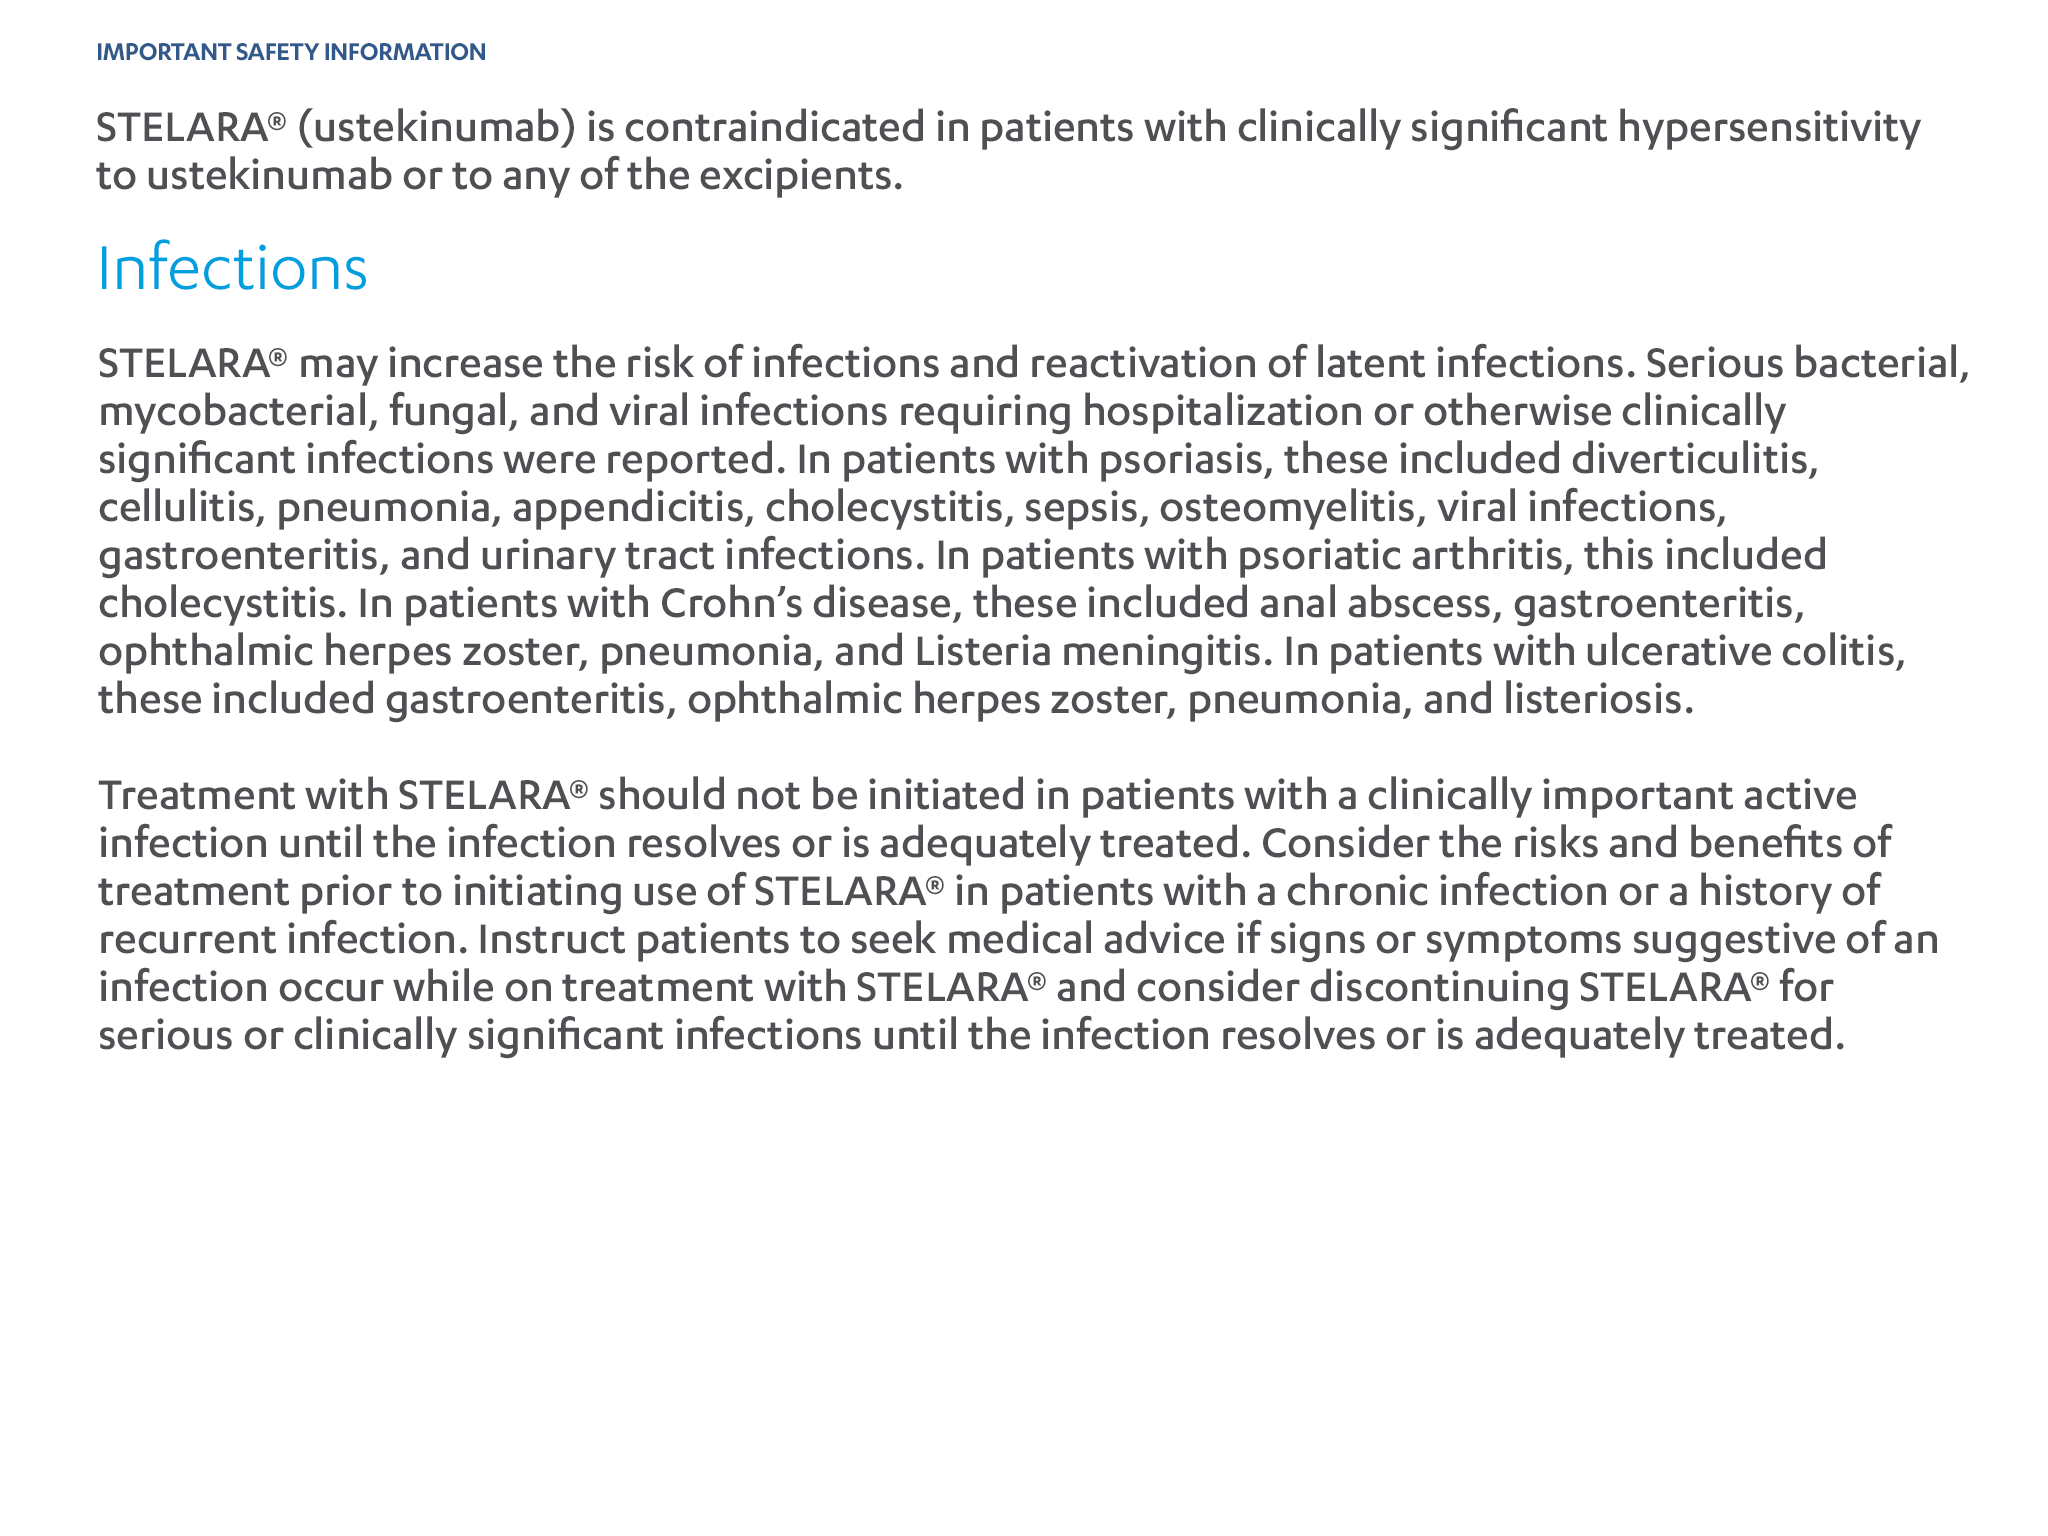 IMPORTANT SAFETY INFORMATION
STELARA® (ustekinumab) is contraindicated in patients with clinically significant hypersensitivity
to ustekinumab or to any of the excipients.
Infections
STELARA® may increase the risk of infections and reactivation of latent infections. Serious bacterial,
mycobacterial, fungal, and viral infections requiring hospitalization or otherwise clinically
significant infections were reported. In patients with psoriasis, these included diverticulitis,
cellulitis, pneumonia, appendicitis, cholecystitis, sepsis, osteomyelitis, viral infections,
gastroenteritis, and urinary tract infections. In patients with psoriatic arthritis, this included
cholecystitis. In patients with Crohn’s disease, these included anal abscess, gastroenteritis,
ophthalmic herpes zoster, pneumonia, and Listeria meningitis. In patients with ulcerative colitis,
these included gastroenteritis, ophthalmic herpes zoster, pneumonia, and listeriosis.
Treatment with STELARA® should not be initiated in patients with a clinically important active
infection until the infection resolves or is adequately treated. Consider the risks and benefits of
treatment prior to initiating use of STELARA® in patients with a chronic infection or a history of
recurrent infection. Instruct patients to seek medical advice if signs or symptoms suggestive of an
infection occur while on treatment with STELARA® and consider discontinuing STELARA® for
serious or clinically significant infections until the infection resolves or is adequately treated.